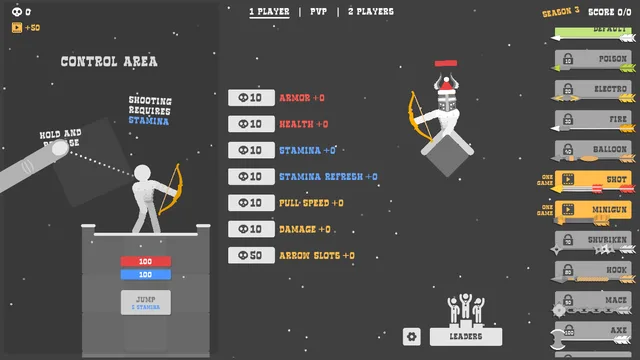 0
+50
1 PLAYER | PVP | 2 PLAYERS
SEASON 3 SCORE 0/0
CONTROL AREA
SHOOTING
REQUIRES
STAMINA
HOLD AND
100
100
JUMP
STAMINA
10 ARMOR +0
10 HEALTH +0
10 STAMINA +0
10 STAMINA REFRESH +0
10 PULL SPEED +0
10 DAMAGE +0
50 ARROW SLOTS +0
LEADERS
DEFAULT
10 POISON
ELECTRO
FIRE
BALLOON
ONE GAME SHOT
ONE GAME MINIGUN
SHURIKEN
HOOK
MACE
100 AXE